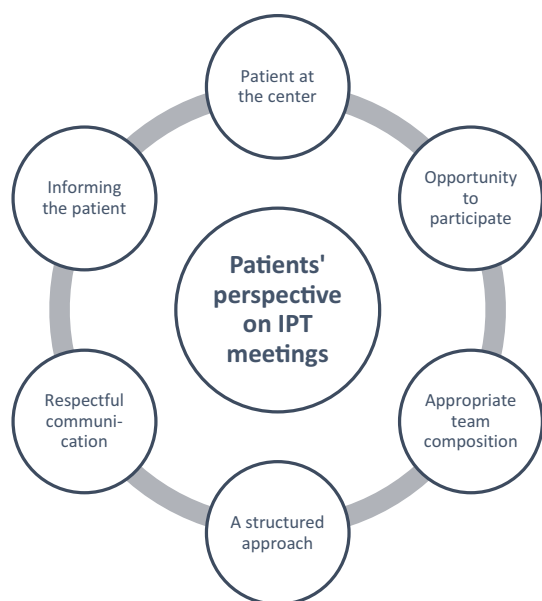 Patient at
the center
Opportunity
to
participate
Appropriate
team
composition
A structured
approach
Respectful
communi-
cation
Informing
the patient
Patients'
perspective
on IPT
meetings